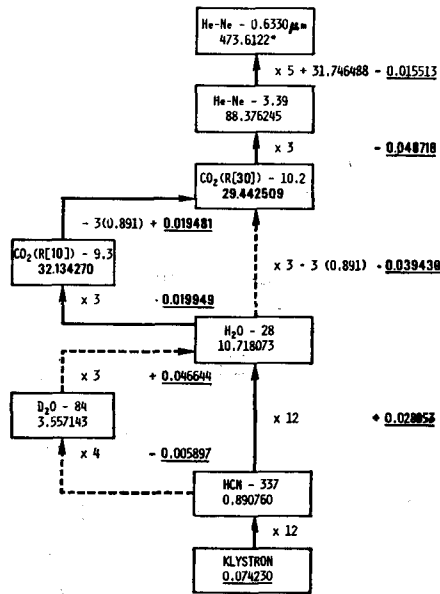 He-Ne - 0.6330 μm
473.6122*
x 5 + 31.746488 - 0.015513
He-Ne - 3.39
88.376245
x 3 - 0.048718
CO₂(R[30]) - 10.2
29.442509
- 3(0.891) + 0.019481
CO₂(R[10]) - 9.3
32.134270
x 3 - 3 (0.891) - 0.039430
x 3 - 0.019949
H₂O - 28
10.718073
x 3 + 0.046644
D₂O - 84
3.557143
x 12 + 0.028953
x 4 - 0.005897
HCN - 337
0.890760
x 12
KLYSTRON
0.074230